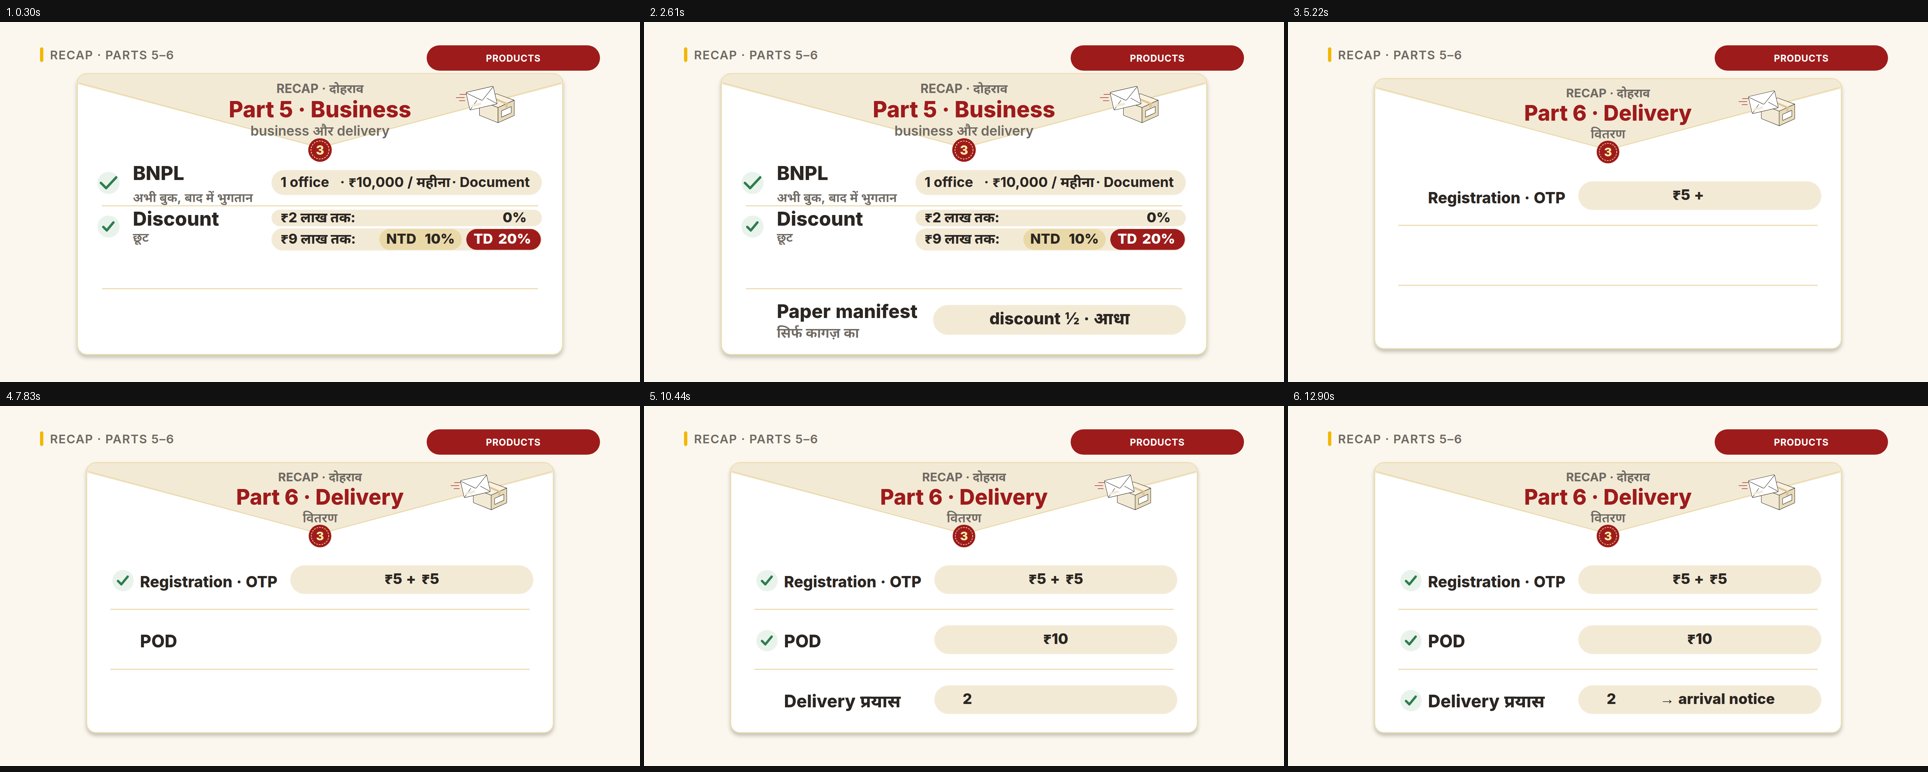 1. 0.30s
RECAP · PARTS 5–6
PRODUCTS
RECAP · दोहराव
Part 5 · Business
business और delivery
3
BNPL
अभी बुक, बाद में भुगतान
1 office · ₹10,000 / महीना · Document
Discount
छूट
₹2 लाख तक: 0%
₹9 लाख तक: NTD 10% TD 20%
2. 2.61s
RECAP · PARTS 5–6
PRODUCTS
RECAP · दोहराव
Part 5 · Business
business और delivery
3
BNPL
अभी बुक, बाद में भुगतान
1 office · ₹10,000 / महीना · Document
Discount
छूट
₹2 लाख तक: 0%
₹9 लाख तक: NTD 10% TD 20%
Paper manifest
सिर्फ कागज़ का
discount ½ · आधा
3. 5.22s
RECAP · PARTS 5–6
PRODUCTS
RECAP · दोहराव
Part 6 · Delivery
वितरण
3
Registration · OTP ₹5 +
4. 7.83s
RECAP · PARTS 5–6
PRODUCTS
RECAP · दोहराव
Part 6 · Delivery
वितरण
3
Registration · OTP ₹5 + ₹5
POD
5. 10.44s
RECAP · PARTS 5–6
PRODUCTS
RECAP · दोहराव
Part 6 · Delivery
वितरण
3
Registration · OTP ₹5 + ₹5
POD ₹10
Delivery प्रयास 2
6. 12.90s
RECAP · PARTS 5–6
PRODUCTS
RECAP · दोहराव
Part 6 · Delivery
वितरण
3
Registration · OTP ₹5 + ₹5
POD ₹10
Delivery प्रयास 2 → arrival notice